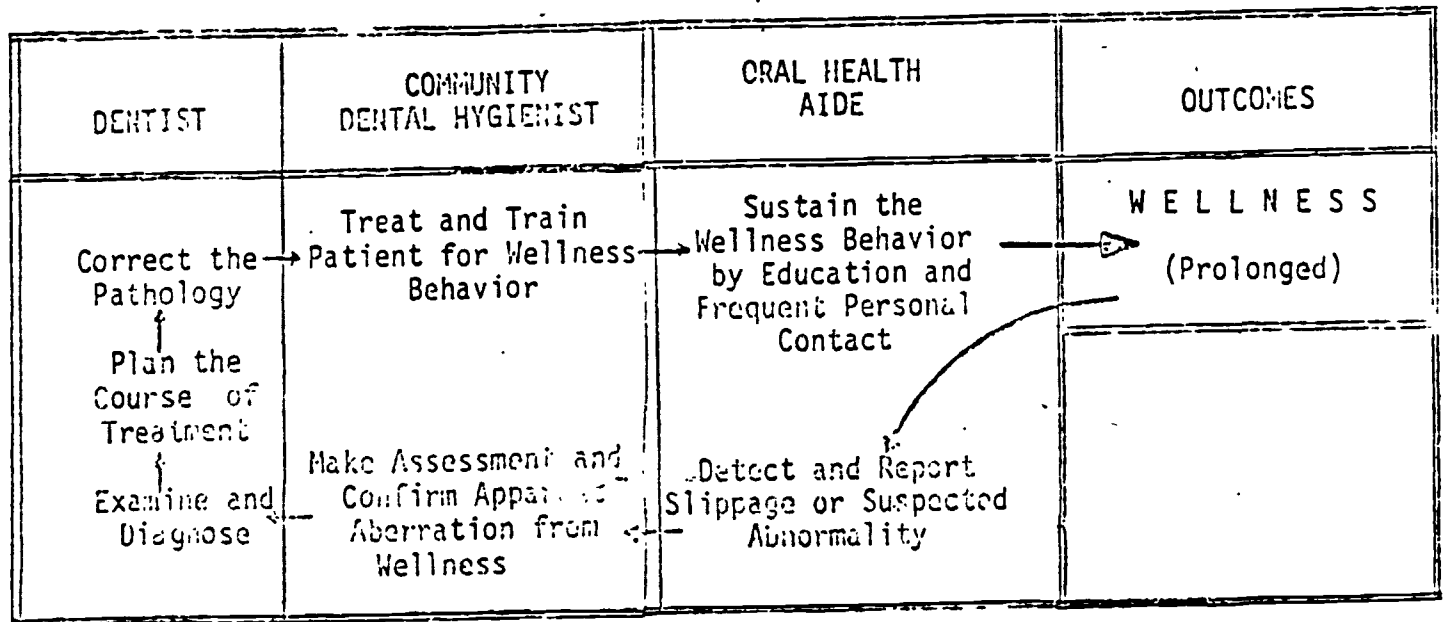 DENTIST
COMMUNITY
DENTAL HYGIENIST
ORAL HEALTH
AIDE
OUTCOMES
Correct the
Pathology
Plan the
Course of
Treatment
Examine and
Diagnose
Treat and Train
Patient for Wellness
Behavior
Make Assessment and
Confirm Apparent
Aberration from
Wellness
Sustain the
Wellness Behavior
by Education and
Frequent Personal
Contact
Detect and Report
Slippage or Suspected
Abnormality
W E L L N E S S
(Prolonged)